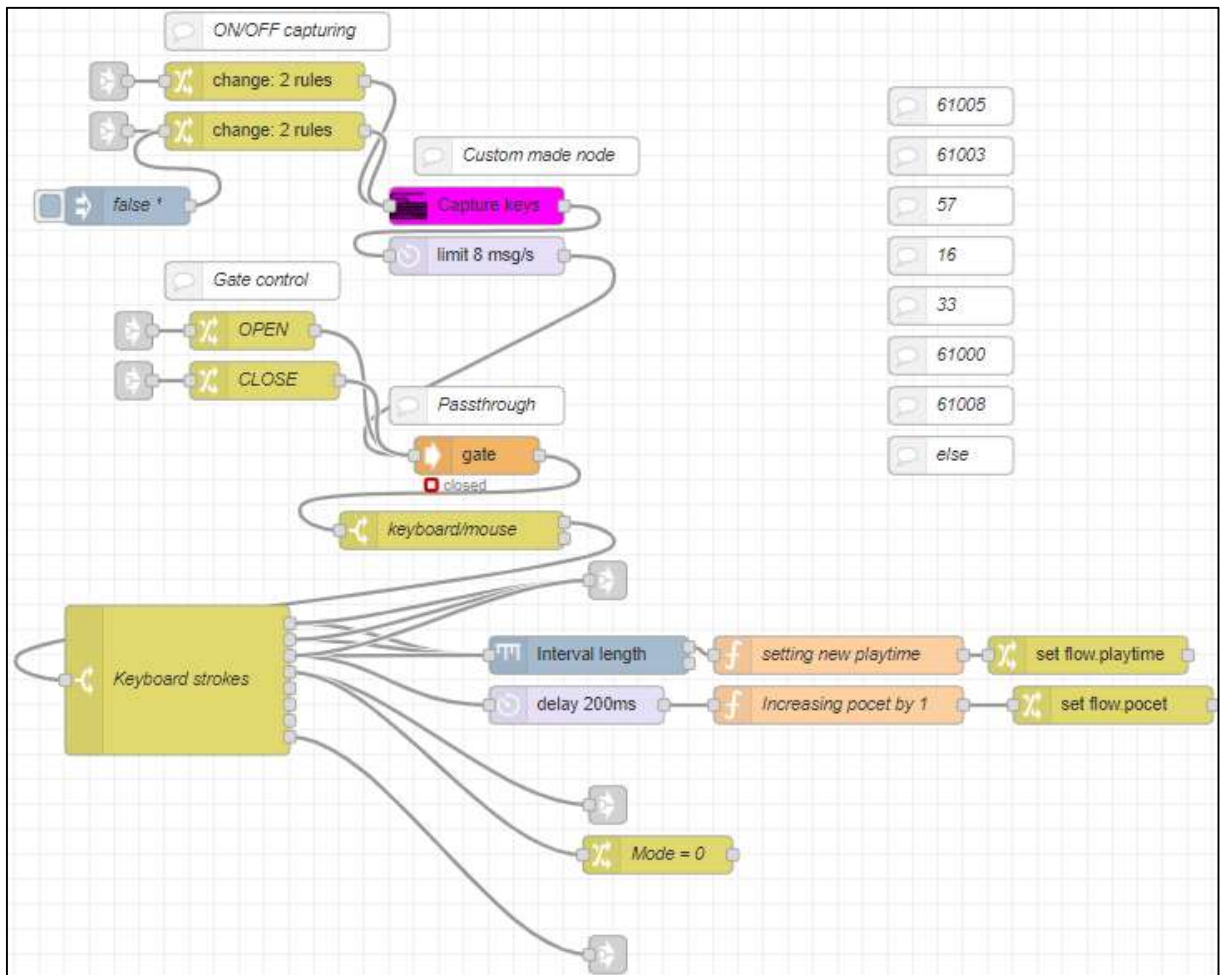 ON/OFF capturing
change: 2 rules
change: 2 rules
Custom made node
false *
Capture keys
limit 8 msg/s
Gate control
OPEN
CLOSE
Passthrough
gate
closed
keyboard/mouse
Keyboard strokes
Interval length
setting new playtime
set flow.playtime
delay 200ms
Increasing pocet by 1
set flow.pocet
Mode = 0
61005
61003
57
16
33
61000
61008
else